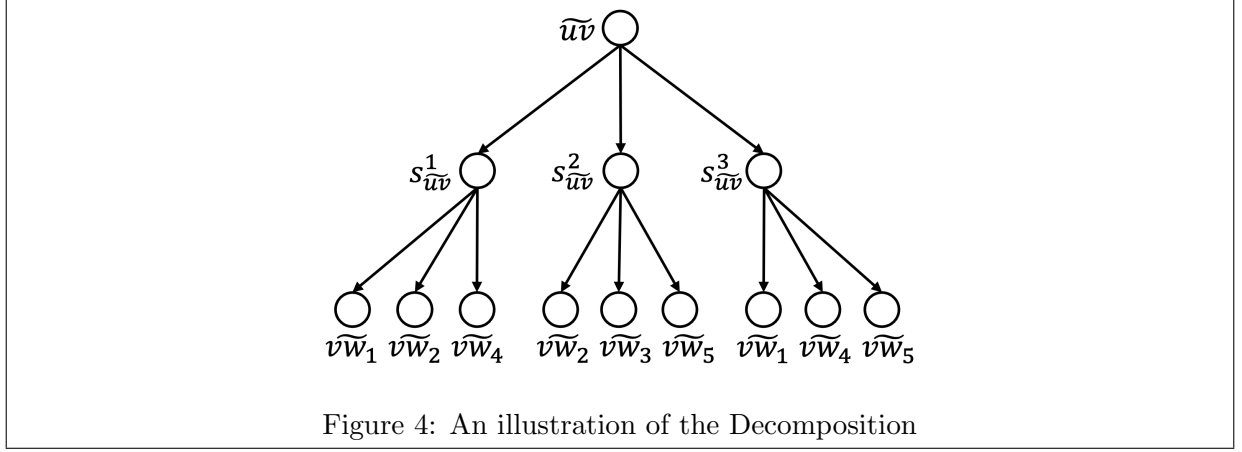 $\widetilde{uv}$
$s^1_{\widetilde{uv}}$ $s^2_{\widetilde{uv}}$ $s^3_{\widetilde{uv}}$
$\widetilde{vw}_1$ $\widetilde{vw}_2$ $\widetilde{vw}_4$ $\widetilde{vw}_2$ $\widetilde{vw}_3$ $\widetilde{vw}_5$ $\widetilde{vw}_1$ $\widetilde{vw}_4$ $\widetilde{vw}_5$
Figure 4: An illustration of the Decomposition